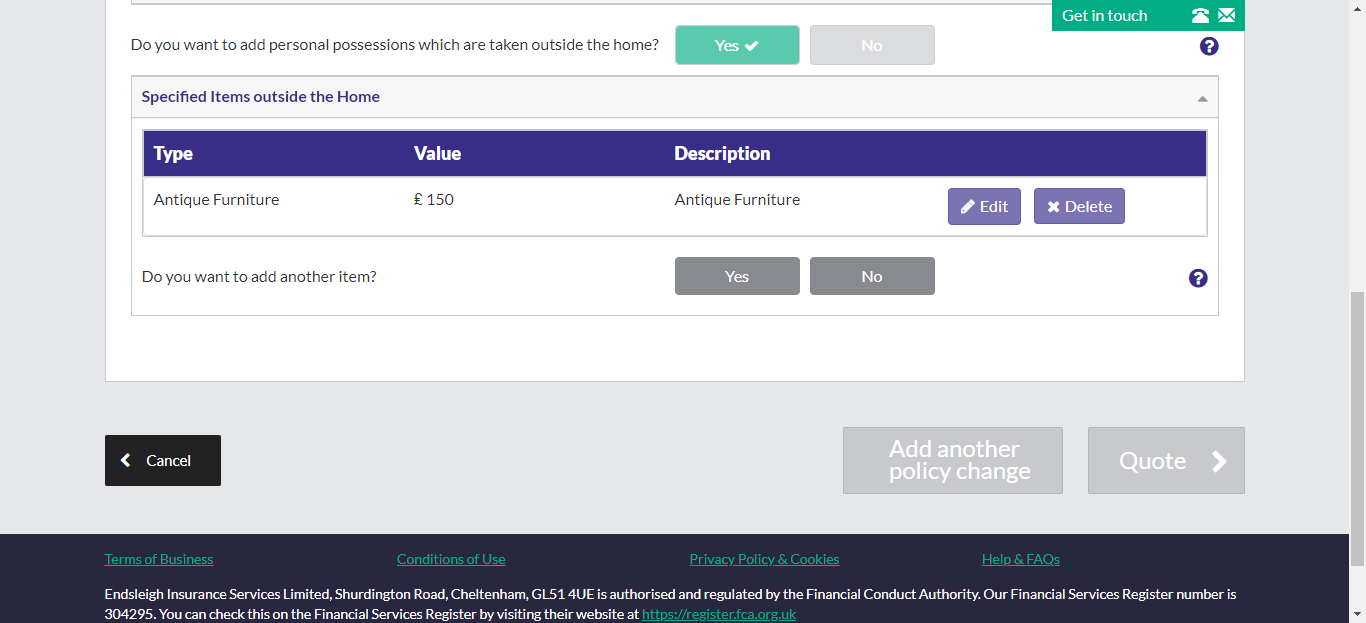 Get in touch
Do you want to add personal possessions which are taken outside the home? Yes No
Specified Items outside the Home
Type Value Description
Antique Furniture £ 150 Antique Furniture Edit Delete
Do you want to add another item? Yes No
Cancel
Add another
policy change
Quote
Terms of Business Conditions of Use Privacy Policy & Cookies Help & FAQs
Endsleigh Insurance Services Limited, Shurdington Road, Cheltenham, GL51 4UE is authorised and regulated by the Financial Conduct Authority. Our Financial Services Register number is
304295. You can check this on the Financial Services Register by visiting their website at https://register.fca.org.uk